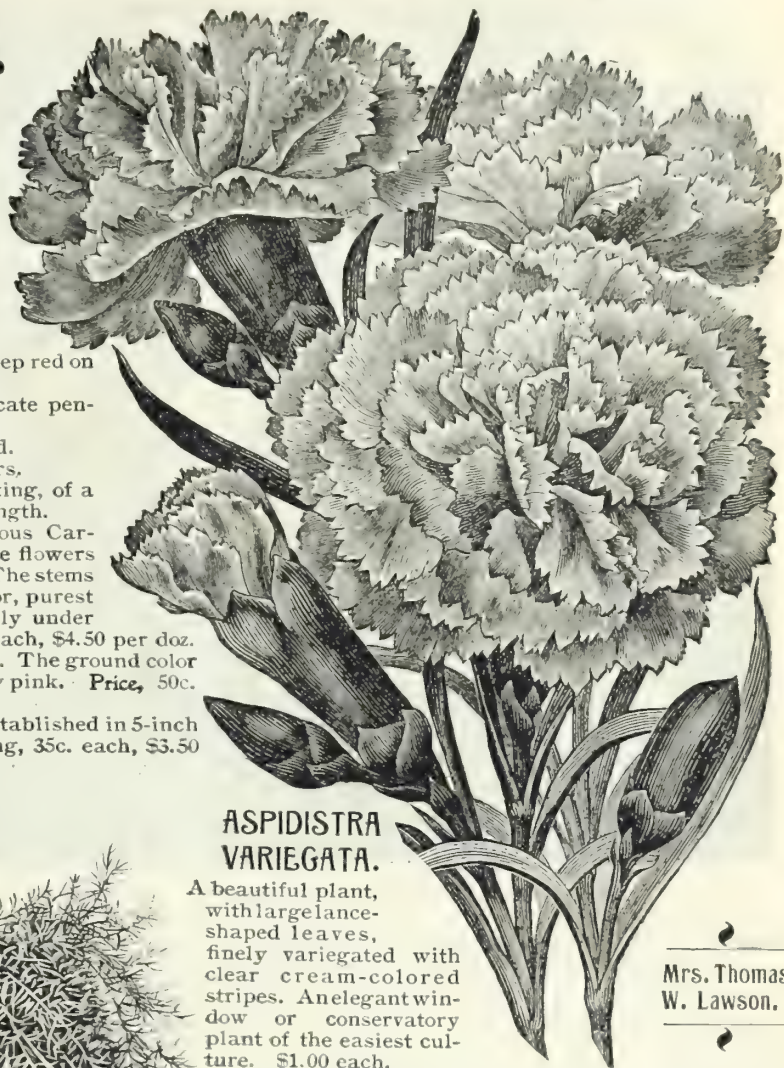 ep red on
cate pen-
d.
rs.
ting, of a
ngth.
ous Car-
e flowers
The stems
or, purest
ly under
ach, $4.50 per doz.
. The ground color
y pink. Price, 50c.
tablished in 5-inch
ng, 35c. each, $3.50
ASPIDISTRA
VARIEGATA.
A beautiful plant,
with large lance-
shaped leaves,
finely variegated with
clear cream-colored
stripes. An elegant win-
dow or conservatory
plant of the easiest cul-
ture. $1.00 each.
Mrs. Thomas
W. Lawson.